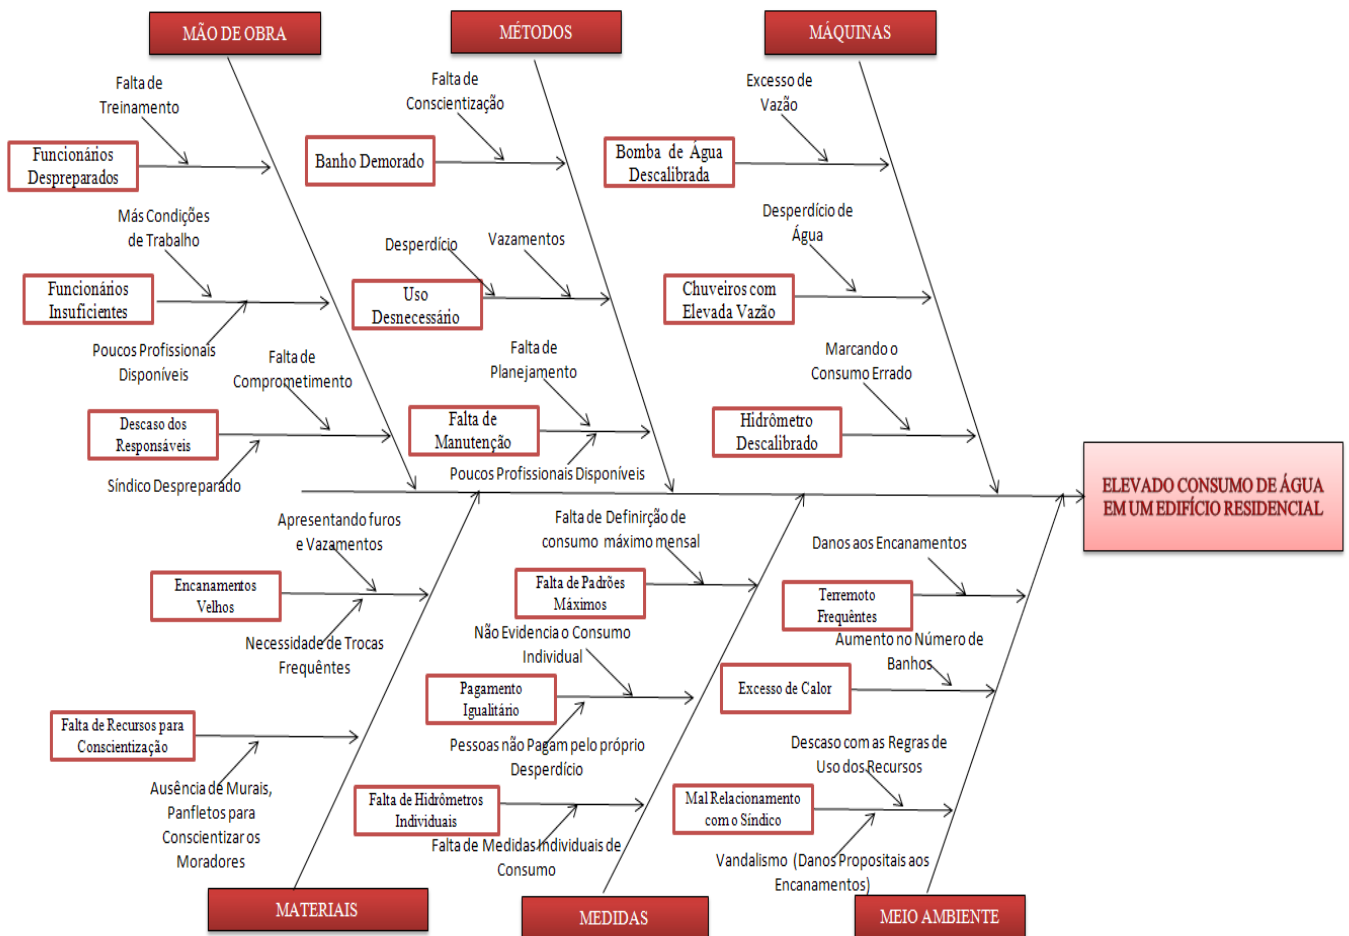 MÃO DE OBRA
MÉTODOS
MÁQUINAS
Falta de
Treinamento
Funcionários
Despreparados
Más Condições
de Trabalho
Funcionários
Insuficientes
Poucos Profissionais
Disponíveis
Falta de
Comprometimento
Descaso dos
Responsáveis
Síndico Despreparado
Falta de
Conscientização
Banho Demorado
Desperdício
Vazamentos
Uso
Desnecessário
Falta de
Planejamento
Falta de
Manutenção
Poucos Profissionais Disponíveis
Excesso de
Vazão
Bomba de Água
Descalibrada
Desperdício de
Água
Chuveiros com
Elevada Vazão
Marcando o
Consumo Errado
Hidrômetro
Descalibrado
ELEVADO CONSUMO DE ÁGUA
EM UM EDIFÍCIO RESIDENCIAL
Apresentando furos
e Vazamentos
Encanamentos
Velhos
Necessidade de Trocas
Frequêntes
Falta de Recursos para
Conscientização
Ausência de Murais,
Panfletos para
Conscientizar os
Moradores
Falta de Definirção de
consumo máximo mensal
Falta de Padrões
Máximos
Não Evidencia o Consumo
Individual
Pagamento
Igualitário
Pessoas não Pagam pelo próprio
Desperdício
Falta de Hidrômetros
Individuais
Falta de Medidas Individuais de
Consumo
Danos aos Encanamentos
Terremoto
Frequêntes
Aumento no Número de
Banhos
Excesso de Calor
Descaso com as Regras de
Uso dos Recursos
Mal Relacionamento
com o Síndico
Vandalismo (Danos Propositais aos
Encanamentos)
MATERIAIS
MEDIDAS
MEIO AMBIENTE